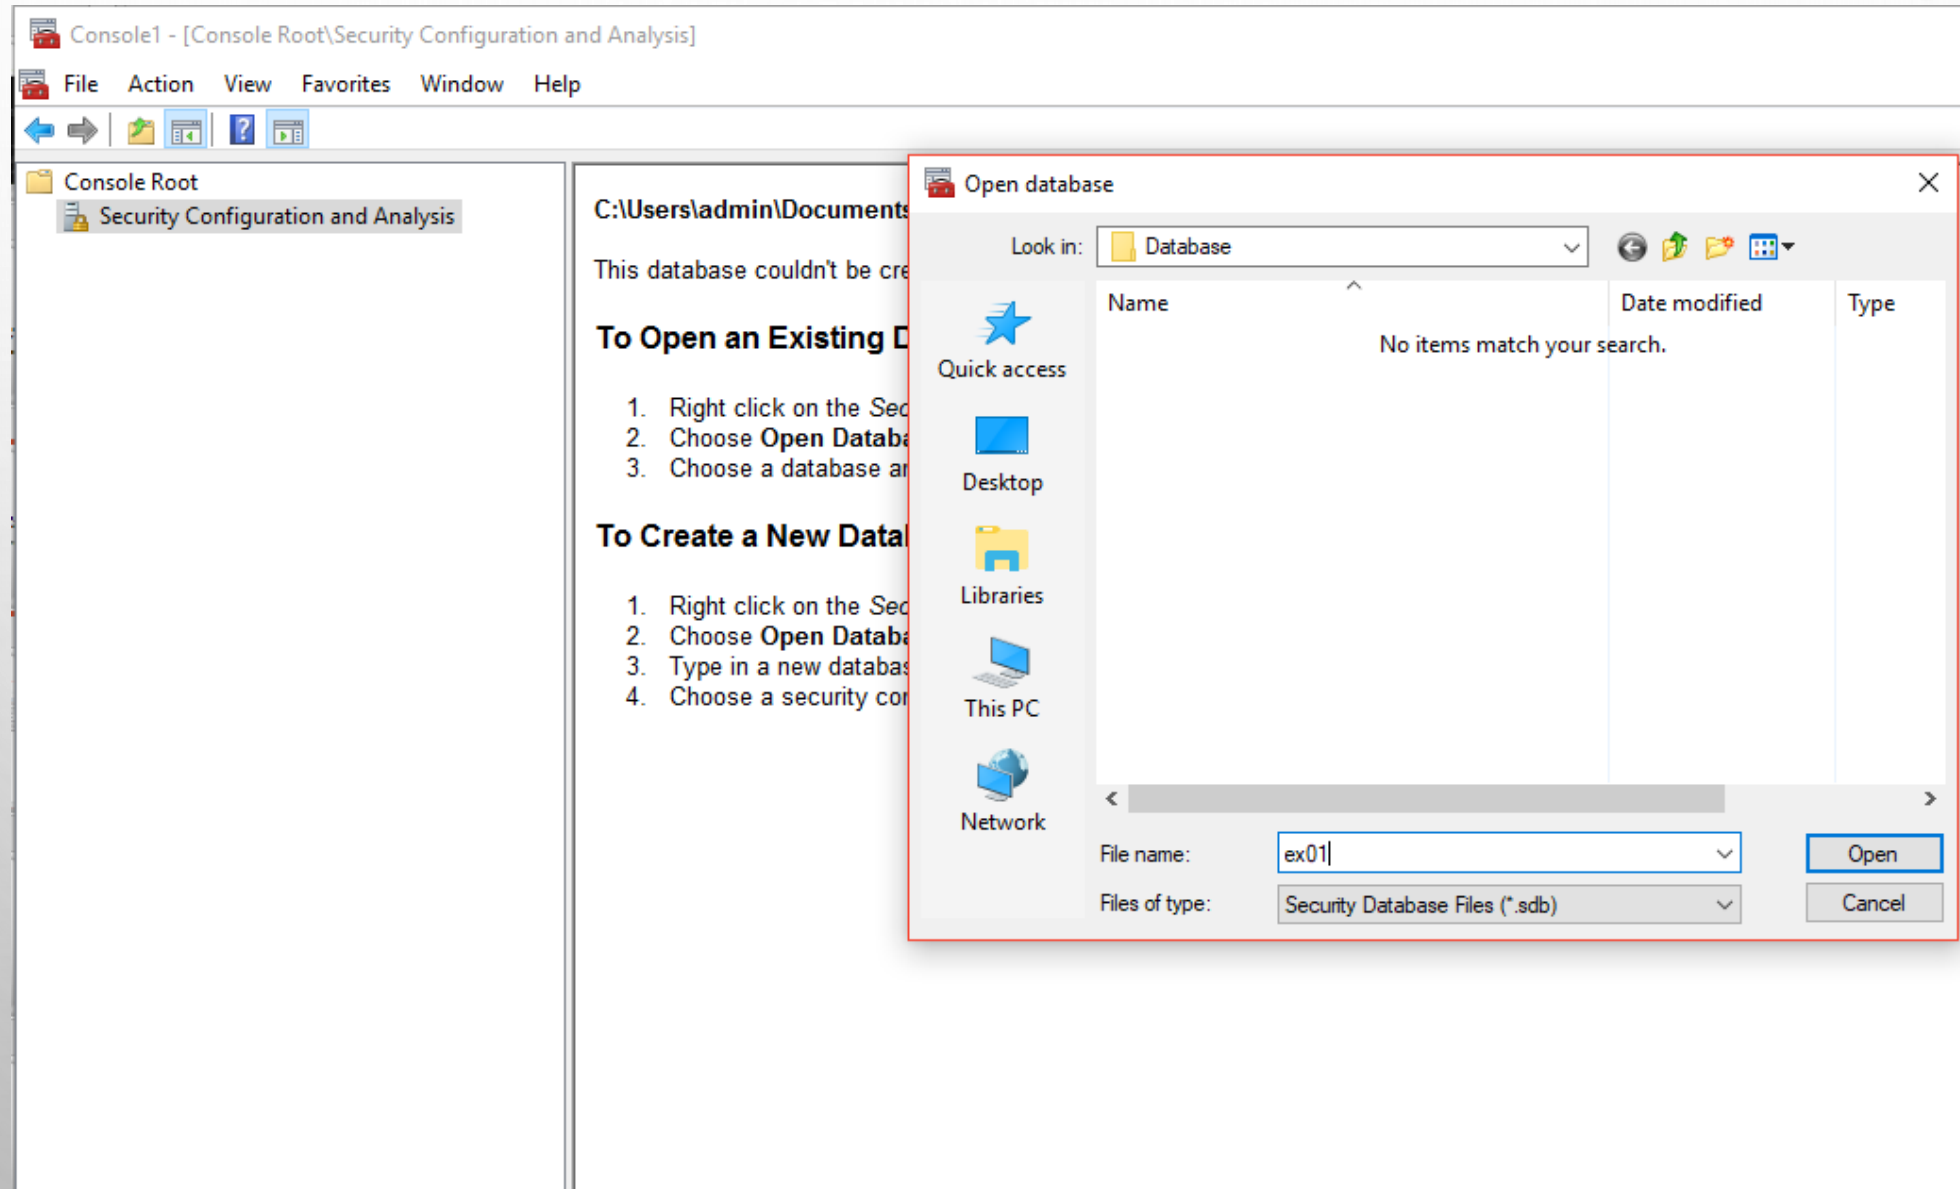 Console1 - [Console Root\Security Configuration and Analysis]
File Action View Favorites Window Help
Console Root
Security Configuration and Analysis
C:\Users\admin\Documents
This database couldn't be cre
To Open an Existing D
1. Right click on the Sec
2. Choose Open Databa
3. Choose a database an
To Create a New Data
1. Right click on the Sec
2. Choose Open Databa
3. Type in a new databas
4. Choose a security con
Open database
Look in: Database
Name Date modified Type
No items match your search.
Quick access
Desktop
Libraries
This PC
Network
File name: ex01 Open
Files of type: Security Database Files (*.sdb) Cancel